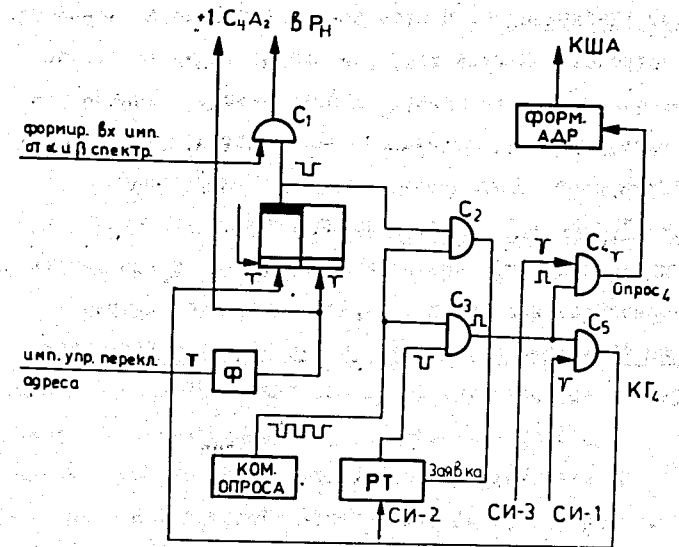 +1 С4А2 В РН
КША
С1
формир. вх имп.
от α и β спектр.
ФОРМ.
АДР
С2
С4
Опрос4
С3
С5
имп. упр. перекл.
адреса
Ф
КГ4
КОМ.
ОПРОСА
РТ
Заявка
СИ-2
СИ-3
СИ-1